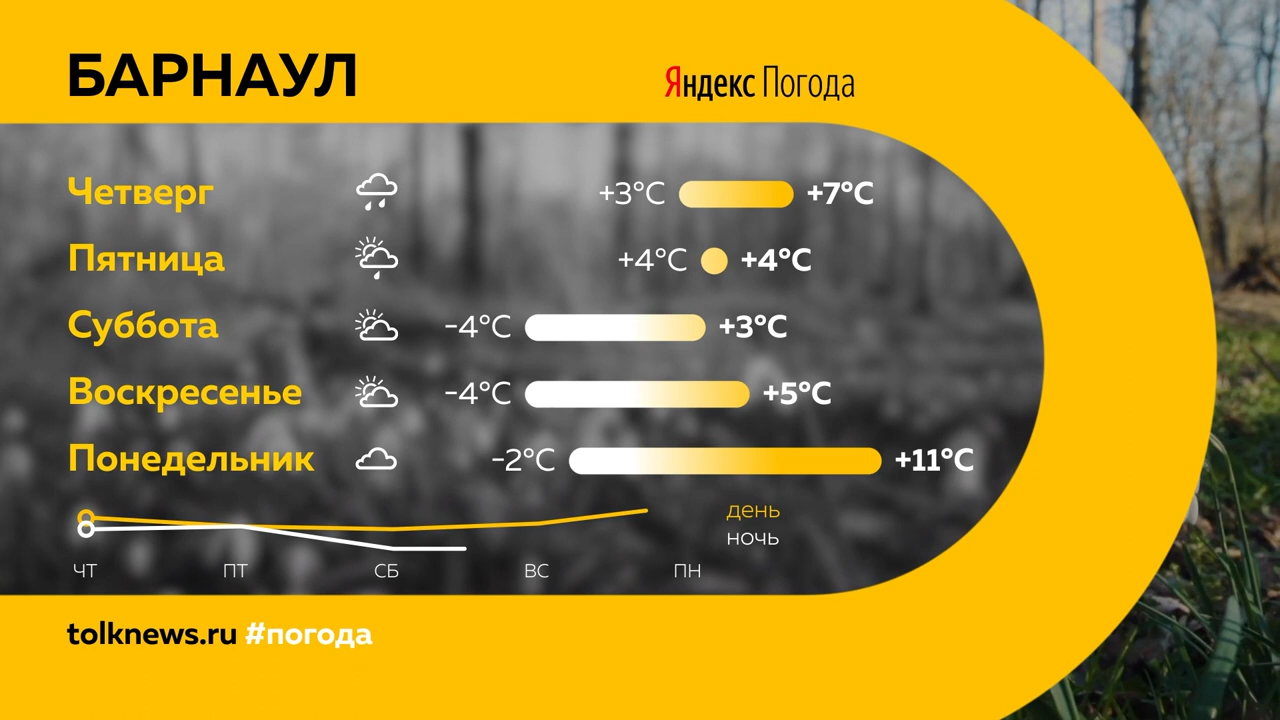 БАРНАУЛ
Яндекс Погода
Четверг +3°C +7°C
Пятница +4°C +4°C
Суббота -4°C +3°C
Воскресенье -4°C +5°C
Понедельник -2°C +11°C
день
ночь
ЧТ ПТ СБ ВС ПН
tolknews.ru #погода